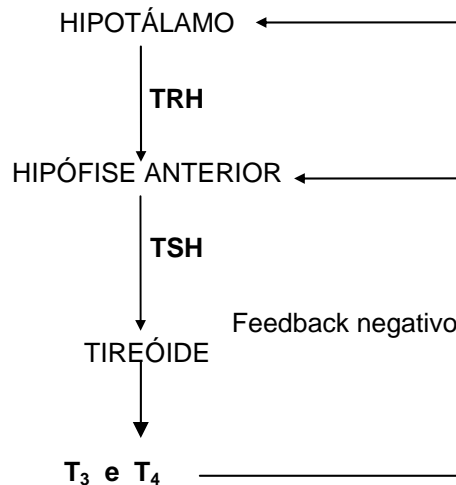 HIPOTÁLAMO
TRH
HIPÓFISE ANTERIOR
TSH
Feedback negativo
TIREÓIDE
T₃ e T₄